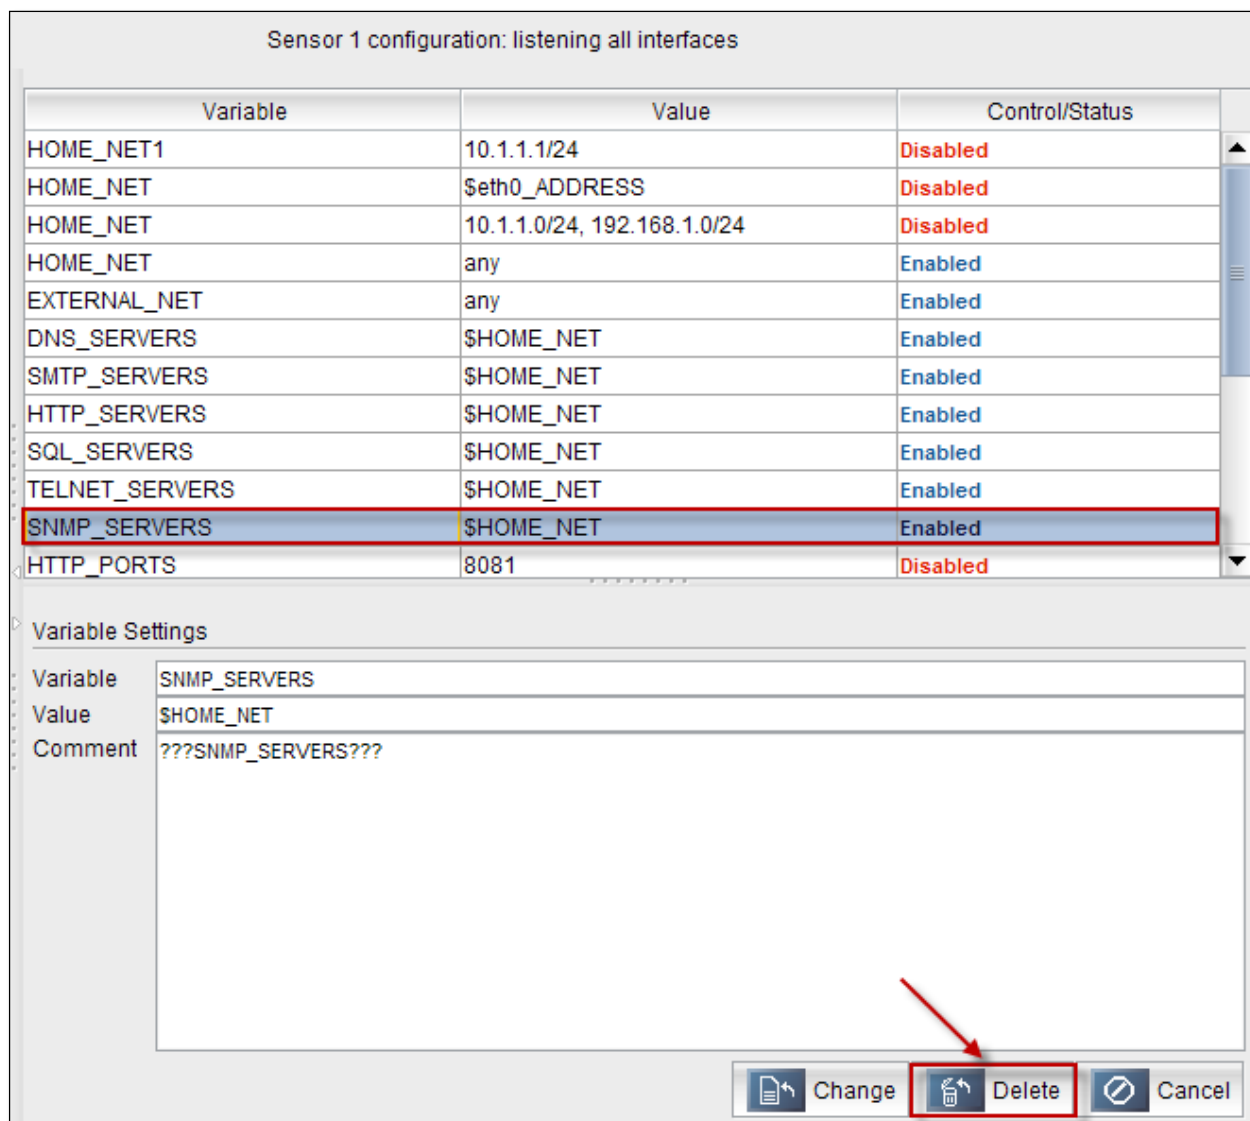 Sensor 1 configuration: listening all interfaces
Variable Value Control/Status
HOME_NET1 10.1.1.1/24 Disabled
HOME_NET $eth0_ADDRESS Disabled
HOME_NET 10.1.1.0/24, 192.168.1.0/24 Disabled
HOME_NET any Enabled
EXTERNAL_NET any Enabled
DNS_SERVERS $HOME_NET Enabled
SMTP_SERVERS $HOME_NET Enabled
HTTP_SERVERS $HOME_NET Enabled
SQL_SERVERS $HOME_NET Enabled
TELNET_SERVERS $HOME_NET Enabled
SNMP_SERVERS $HOME_NET Enabled
HTTP_PORTS 8081 Disabled
Variable Settings
Variable SNMP_SERVERS
Value $HOME_NET
Comment ???SNMP_SERVERS???
Change Delete Cancel